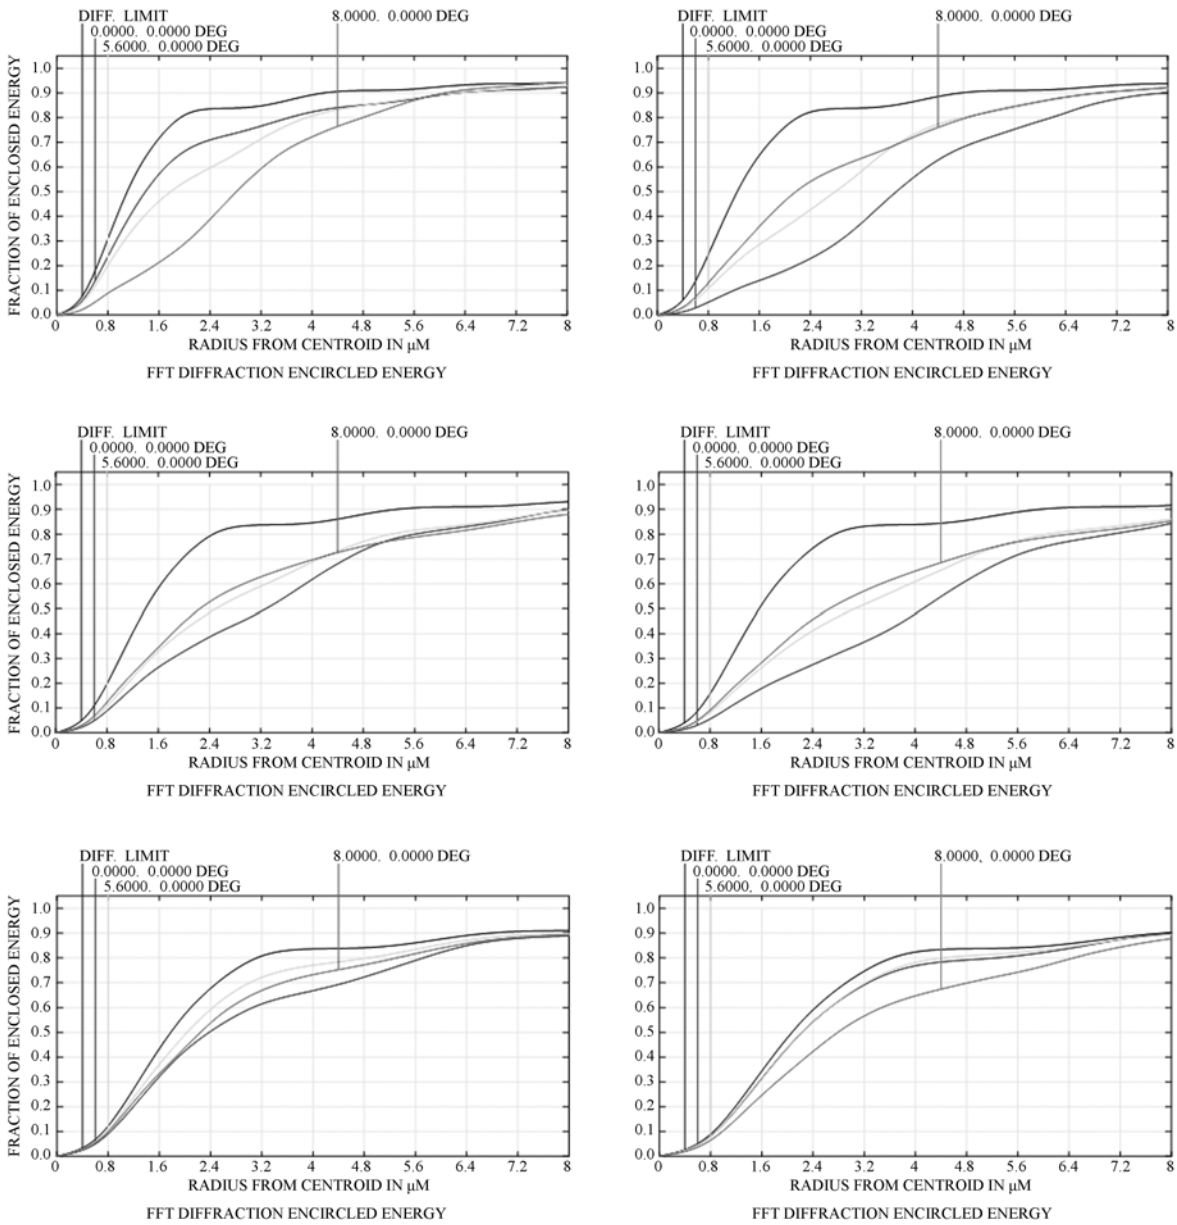 DIFF. LIMIT
0.0000. 0.0000 DEG
5.6000. 0.0000 DEG
8.0000. 0.0000 DEG
FRACTION OF ENCLOSED ENERGY
1.0
0.9
0.8
0.7
0.6
0.5
0.4
0.3
0.2
0.1
0.0
0 0.8 1.6 2.4 3.2 4 4.8 5.6 6.4 7.2 8
RADIUS FROM CENTROID IN μM
FFT DIFFRACTION ENCIRCLED ENERGY
DIFF. LIMIT
0.0000. 0.0000 DEG
5.6000. 0.0000 DEG
8.0000. 0.0000 DEG
1.0
0.9
0.8
0.7
0.6
0.5
0.4
0.3
0.2
0.1
0.0
0 0.8 1.6 2.4 3.2 4 4.8 5.6 6.4 7.2 8
RADIUS FROM CENTROID IN μM
FFT DIFFRACTION ENCIRCLED ENERGY
DIFF. LIMIT
0.0000. 0.0000 DEG
5.6000. 0.0000 DEG
8.0000. 0.0000 DEG
FRACTION OF ENCLOSED ENERGY
1.0
0.9
0.8
0.7
0.6
0.5
0.4
0.3
0.2
0.1
0.0
0 0.8 1.6 2.4 3.2 4 4.8 5.6 6.4 7.2 8
RADIUS FROM CENTROID IN μM
FFT DIFFRACTION ENCIRCLED ENERGY
DIFF. LIMIT
0.0000. 0.0000 DEG
5.6000. 0.0000 DEG
8.0000. 0.0000 DEG
1.0
0.9
0.8
0.7
0.6
0.5
0.4
0.3
0.2
0.1
0.0
0 0.8 1.6 2.4 3.2 4 4.8 5.6 6.4 7.2 8
RADIUS FROM CENTROID IN μM
FFT DIFFRACTION ENCIRCLED ENERGY
DIFF. LIMIT
0.0000. 0.0000 DEG
5.6000. 0.0000 DEG
8.0000. 0.0000 DEG
FRACTION OF ENCLOSED ENERGY
1.0
0.9
0.8
0.7
0.6
0.5
0.4
0.3
0.2
0.1
0.0
0 0.8 1.6 2.4 3.2 4 4.8 5.6 6.4 7.2 8
RADIUS FROM CENTROID IN μM
FFT DIFFRACTION ENCIRCLED ENERGY
DIFF. LIMIT
0.0000. 0.0000 DEG
5.6000. 0.0000 DEG
8.0000. 0.0000 DEG
1.0
0.9
0.8
0.7
0.6
0.5
0.4
0.3
0.2
0.1
0.0
0 0.8 1.6 2.4 3.2 4 4.8 5.6 6.4 7.2 8
RADIUS FROM CENTROID IN μM
FFT DIFFRACTION ENCIRCLED ENERGY